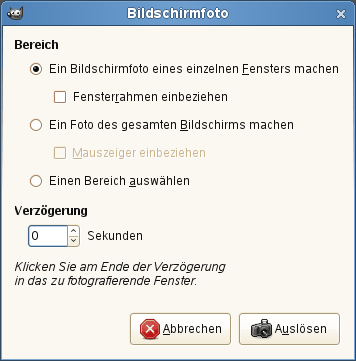 Bildschirmfoto
Bereich
Ein Bildschirmfoto eines einzelnen Fensters machen
Fensterrahmen einbeziehen
Ein Foto des gesamten Bildschirms machen
Mauszeiger einbeziehen
Einen Bereich auswählen
Verzögerung
0 Sekunden
Klicken Sie am Ende der Verzögerung
in das zu fotografierende Fenster.
Abbrechen Auslösen